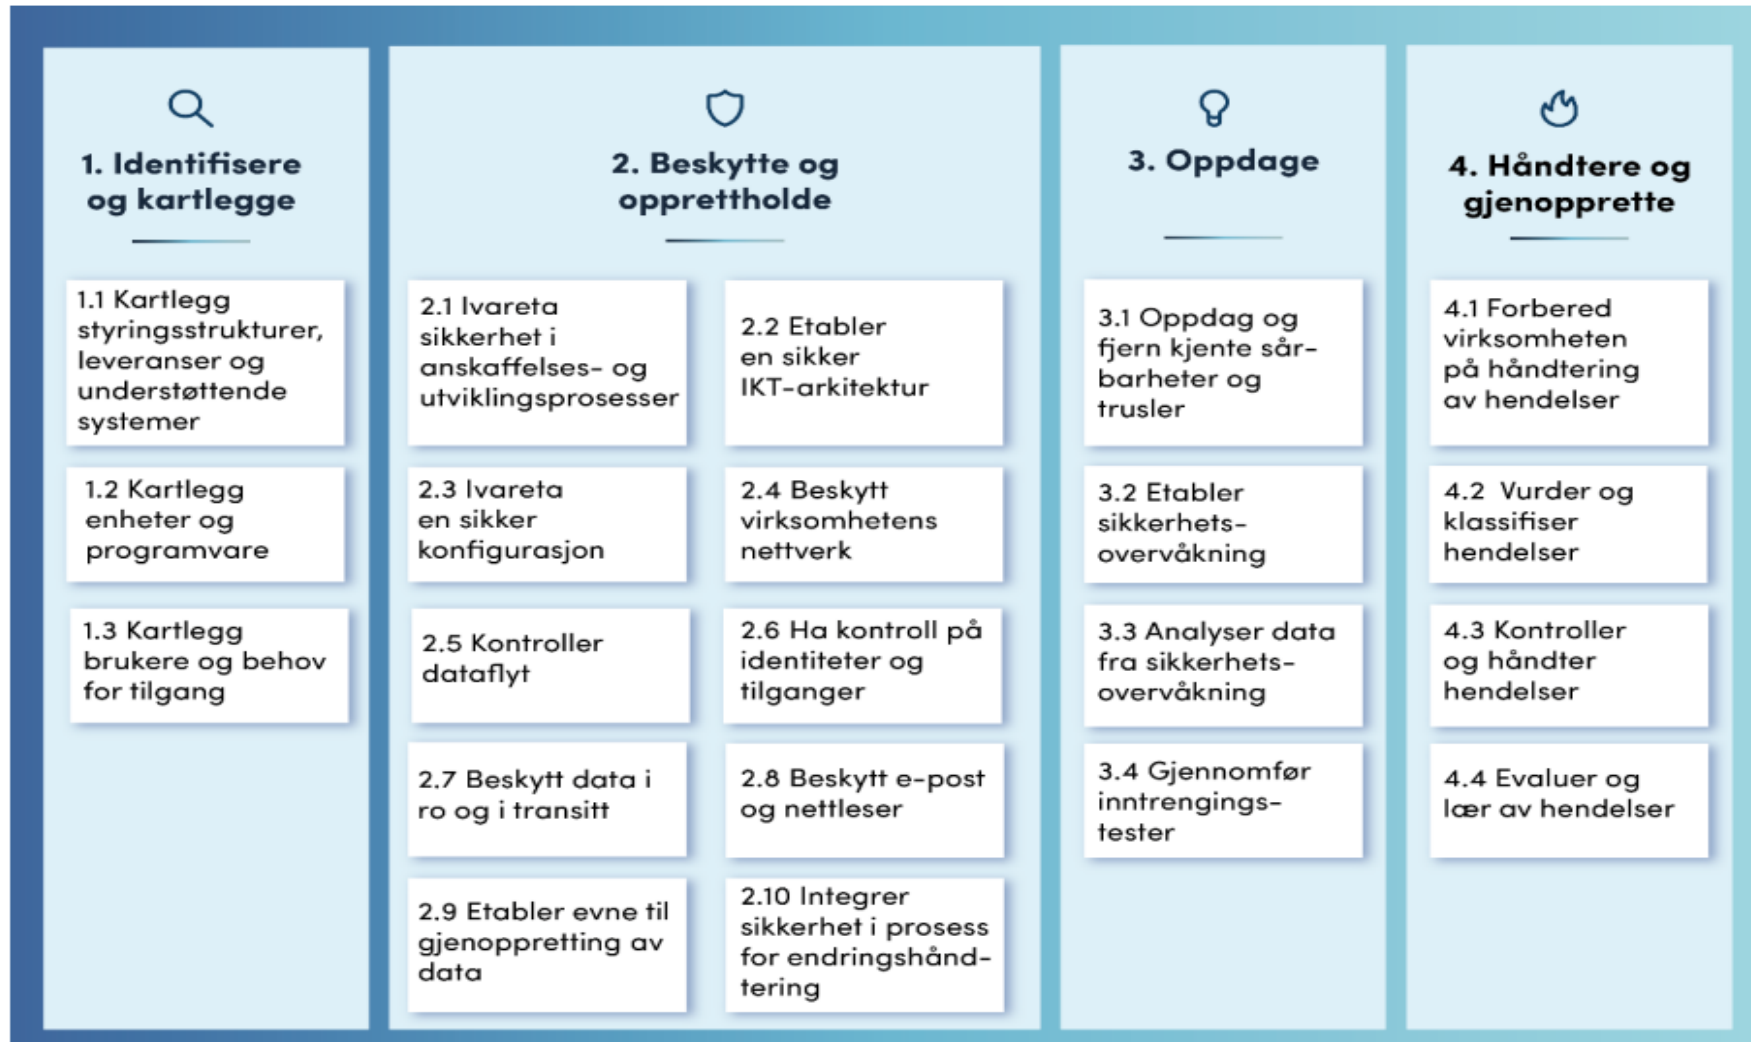 1. Identifisere
og kartlegge
1.1 Kartlegg
styringsstrukturer,
leveranser og
understøttende
systemer
1.2 Kartlegg
enheter og
programvare
1.3 Kartlegg
brukere og behov
for tilgang
2. Beskytte og
opprettholde
2.1 Ivareta
sikkerhet i
anskaffelses- og
utviklingsprosesser
2.2 Etabler
en sikker
IKT-arkitektur
2.3 Ivareta
en sikker
konfigurasjon
2.4 Beskytt
virksomhetens
nettverk
2.5 Kontroller
dataflyt
2.6 Ha kontroll på
identiteter og
tilganger
2.7 Beskytt data i
ro og i transitt
2.8 Beskytt e-post
og nettleser
2.9 Etabler evne til
gjenoppretting av
data
2.10 Integrer
sikkerhet i prosess
for endringshånd-
tering
3. Oppdage
3.1 Oppdag og
fjern kjente sår-
barheter og
trusler
3.2 Etabler
sikkerhets-
overvåkning
3.3 Analyser data
fra sikkerhets-
overvåkning
3.4 Gjennomfør
inntrengings-
tester
4. Håndtere og
gjenopprette
4.1 Forbered
virksomheten
på håndtering
av hendelser
4.2 Vurder og
klassifiser
hendelser
4.3 Kontroller
og håndter
hendelser
4.4 Evaluer og
lær av hendelser